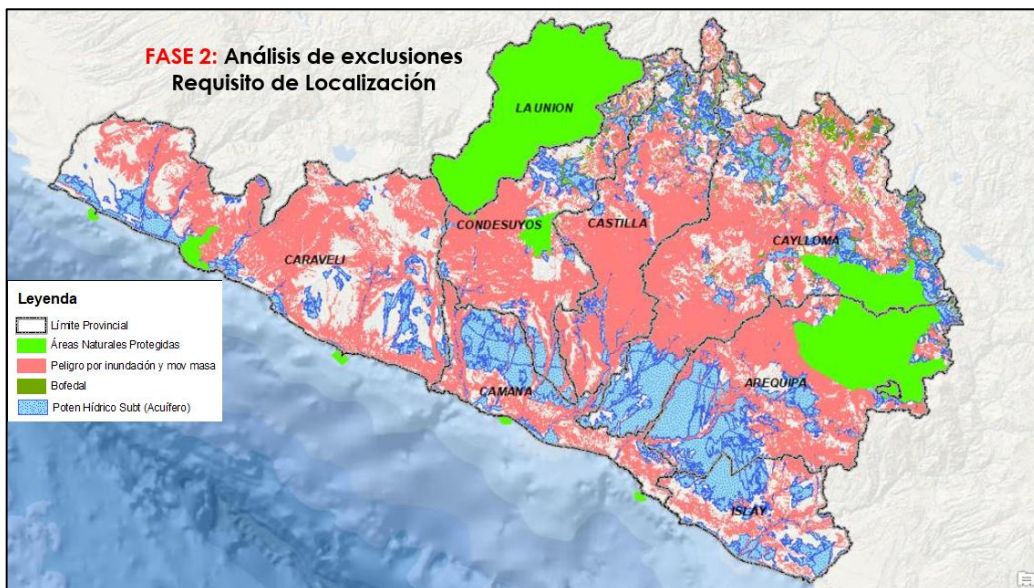 FASE 2: Análisis de exclusiones
Requisito de Localización
LA UNION
CONDESUYOS
CASTILLA
CAYLLOMA
CARAVELI
CAMANA
AREQUIPA
ISLAY
Leyenda
Límite Provincial
Áreas Naturales Protegidas
Peligro por inundación y mov masa
Bofedal
Poten Hídrico Subt (Acuífero)